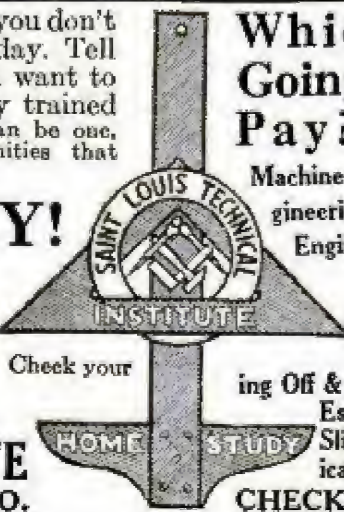 you don't
day. Tell
want to
trained
an be one,
nities that
Y!
Whi
Goin
Pay
Machine
gineeri
Engi
SAINT LOUIS TECHNICAL
INSTITUTE
Check your
ing Off &
Es
Sli
ica
HOME STUDY
E
O.
CHECK